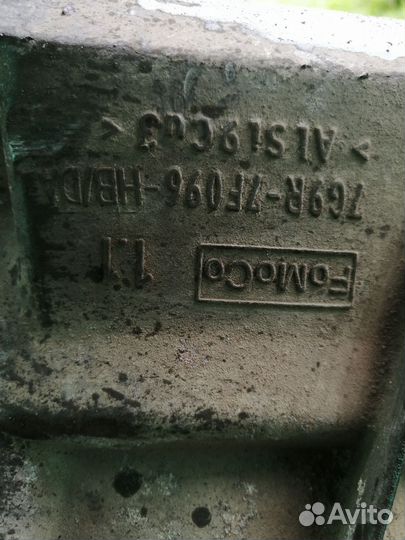 FoMoCo 1.1
7G9R-7F096-HB/DA
>AlSi9Cu3<
Avito